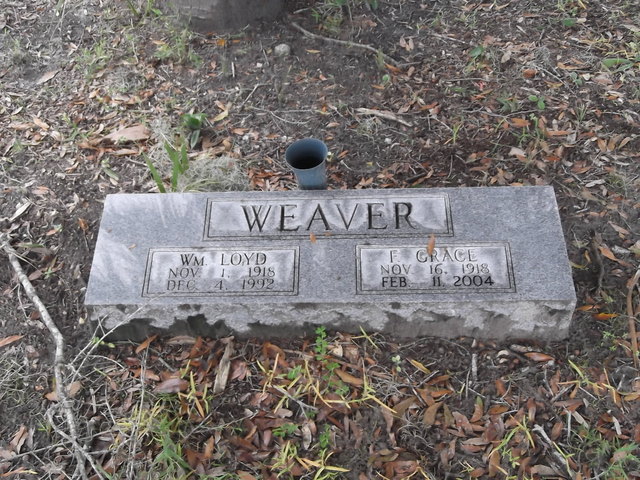 WEAVER
WM. LOYD
NOV. 1, 1918
DEC. 4, 1992
F. GRACE
NOV. 16, 1918
FEB. 11, 2004